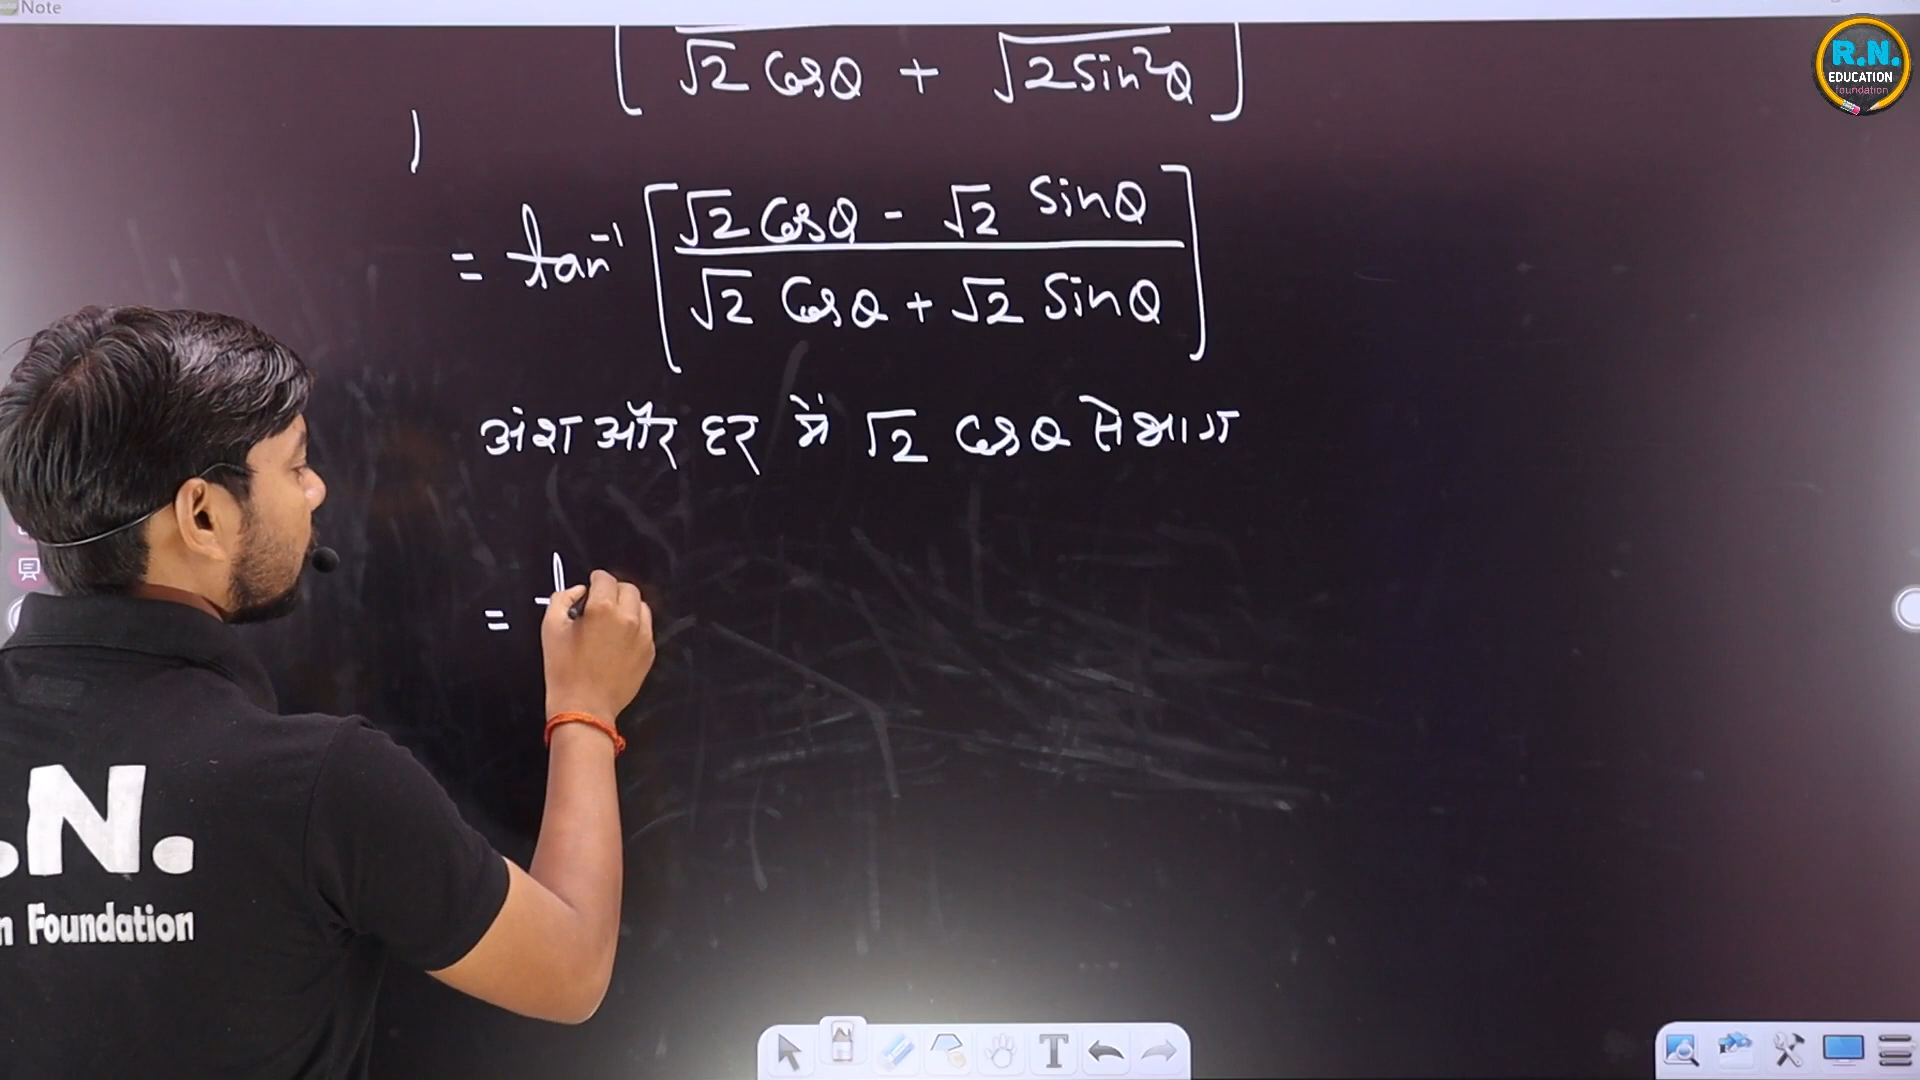 Note
[ √2 Cosθ + √2Sin²θ ]
R.N.
EDUCATION
foundation
= tan⁻¹ [ √2 Cosθ - √2 Sinθ
√2 Cosθ + √2 Sinθ ]
अंश और हर में √2 Cosθ से भाग
= t
.N.
n Foundation
T